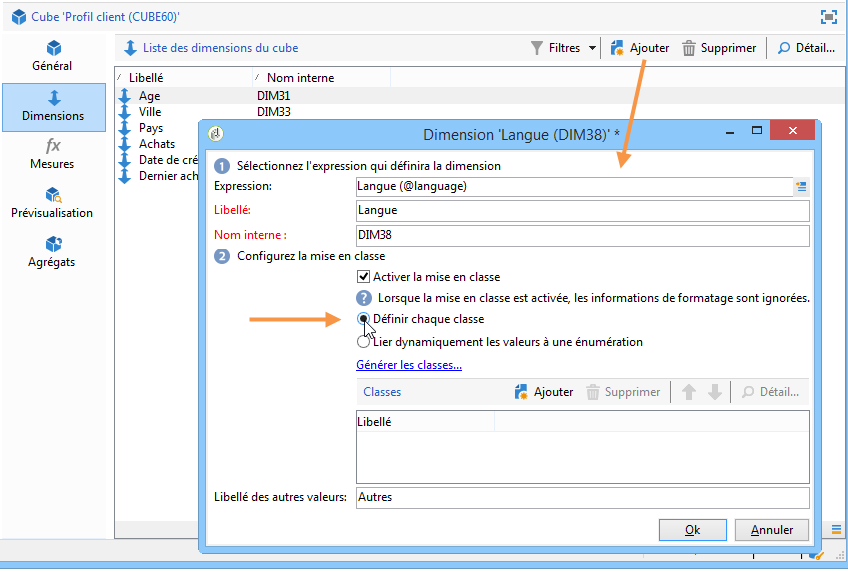 Cube 'Profil client (CUBE60)'
Général
Dimensions
fx
Mesures
Prévisualisation
Agrégats
Liste des dimensions du cube
Filtres Ajouter Supprimer Détail...
Libellé Nom interne
Age DIM31
Ville DIM33
Pays
Achats
Date de cré
Dernier ach
Dimension 'Langue (DIM38)' *
1 Sélectionnez l'expression qui définira la dimension
Expression: Langue (@language)
Libellé: Langue
Nom interne : DIM38
2 Configurez la mise en classe
Activer la mise en classe
? Lorsque la mise en classe est activée, les informations de formatage sont ignorées.
Définir chaque classe
Lier dynamiquement les valeurs à une énumération
Générer les classes...
Classes Ajouter Supprimer Détail...
Libellé
Libellé des autres valeurs: Autres
Ok Annuler